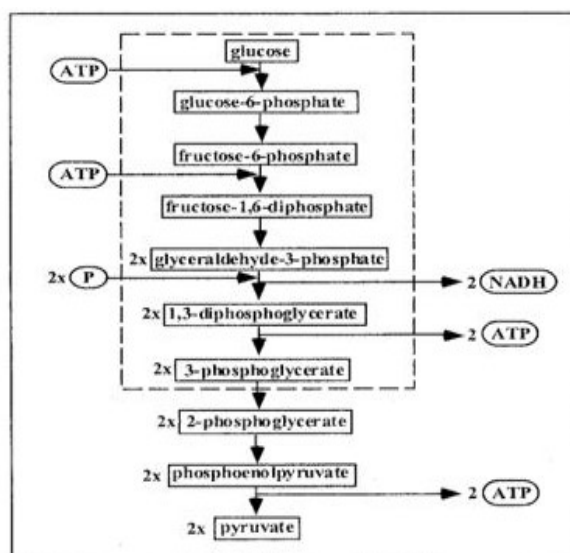 glucose
ATP
glucose-6-phosphate
fructose-6-phosphate
ATP
fructose-1,6-diphosphate
2x glyceraldehyde-3-phosphate
2x P
2 NADH
2x 1,3-diphosphoglycerate
2 ATP
2x 3-phosphoglycerate
2x 2-phosphoglycerate
2x phosphoenolpyruvate
2 ATP
2x pyruvate